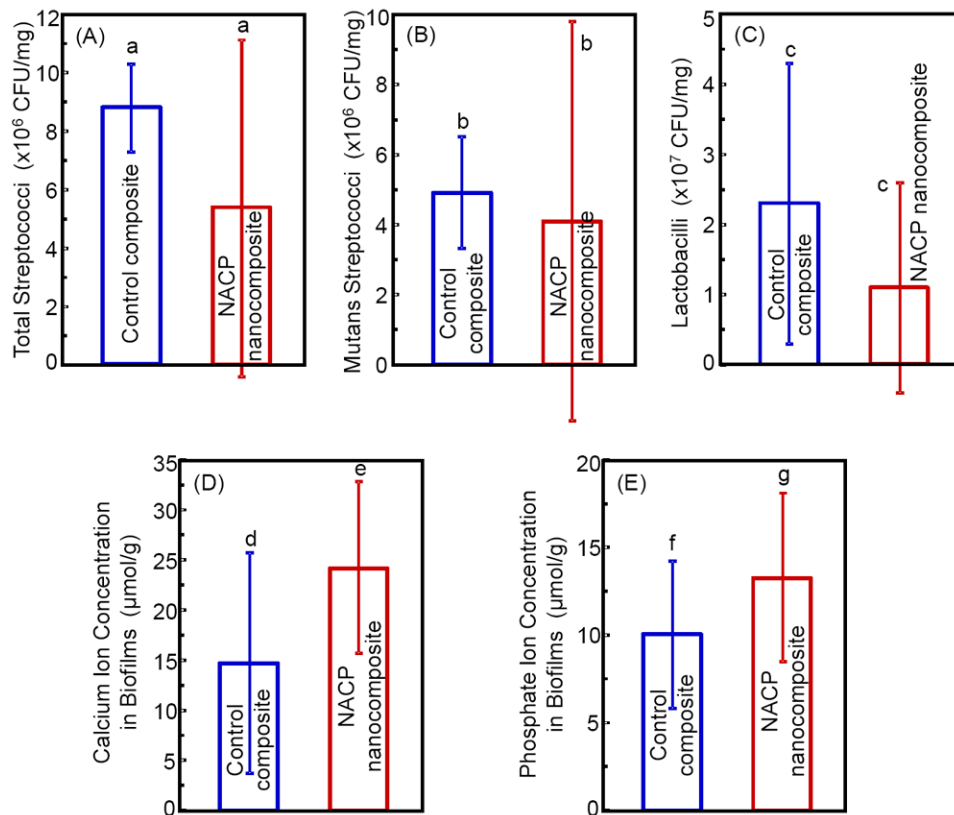 (A)
Total Streptococci (x10⁶ CFU/mg)
12
10
8
6
4
2
0
a
a
Control composite
NACP
nanocomposite
(B)
Mutans Streptococci (x10⁶ CFU/mg)
10
8
6
4
2
0
b
b
Control
composite
NACP
nanocomposite
(C)
Lactobacilli (x10⁷ CFU/mg)
5
4
3
2
1
0
c
c
Control
composite
NACP nanocomposite
(D)
Calcium Ion Concentration
in Biofilms (μmol/g)
35
30
25
20
15
10
5
0
d
e
Control
composite
NACP
nanocomposite
(E)
Phosphate Ion Concentration
in Biofilms (μmol/g)
20
15
10
5
0
f
g
Control
composite
NACP
nanocomposite